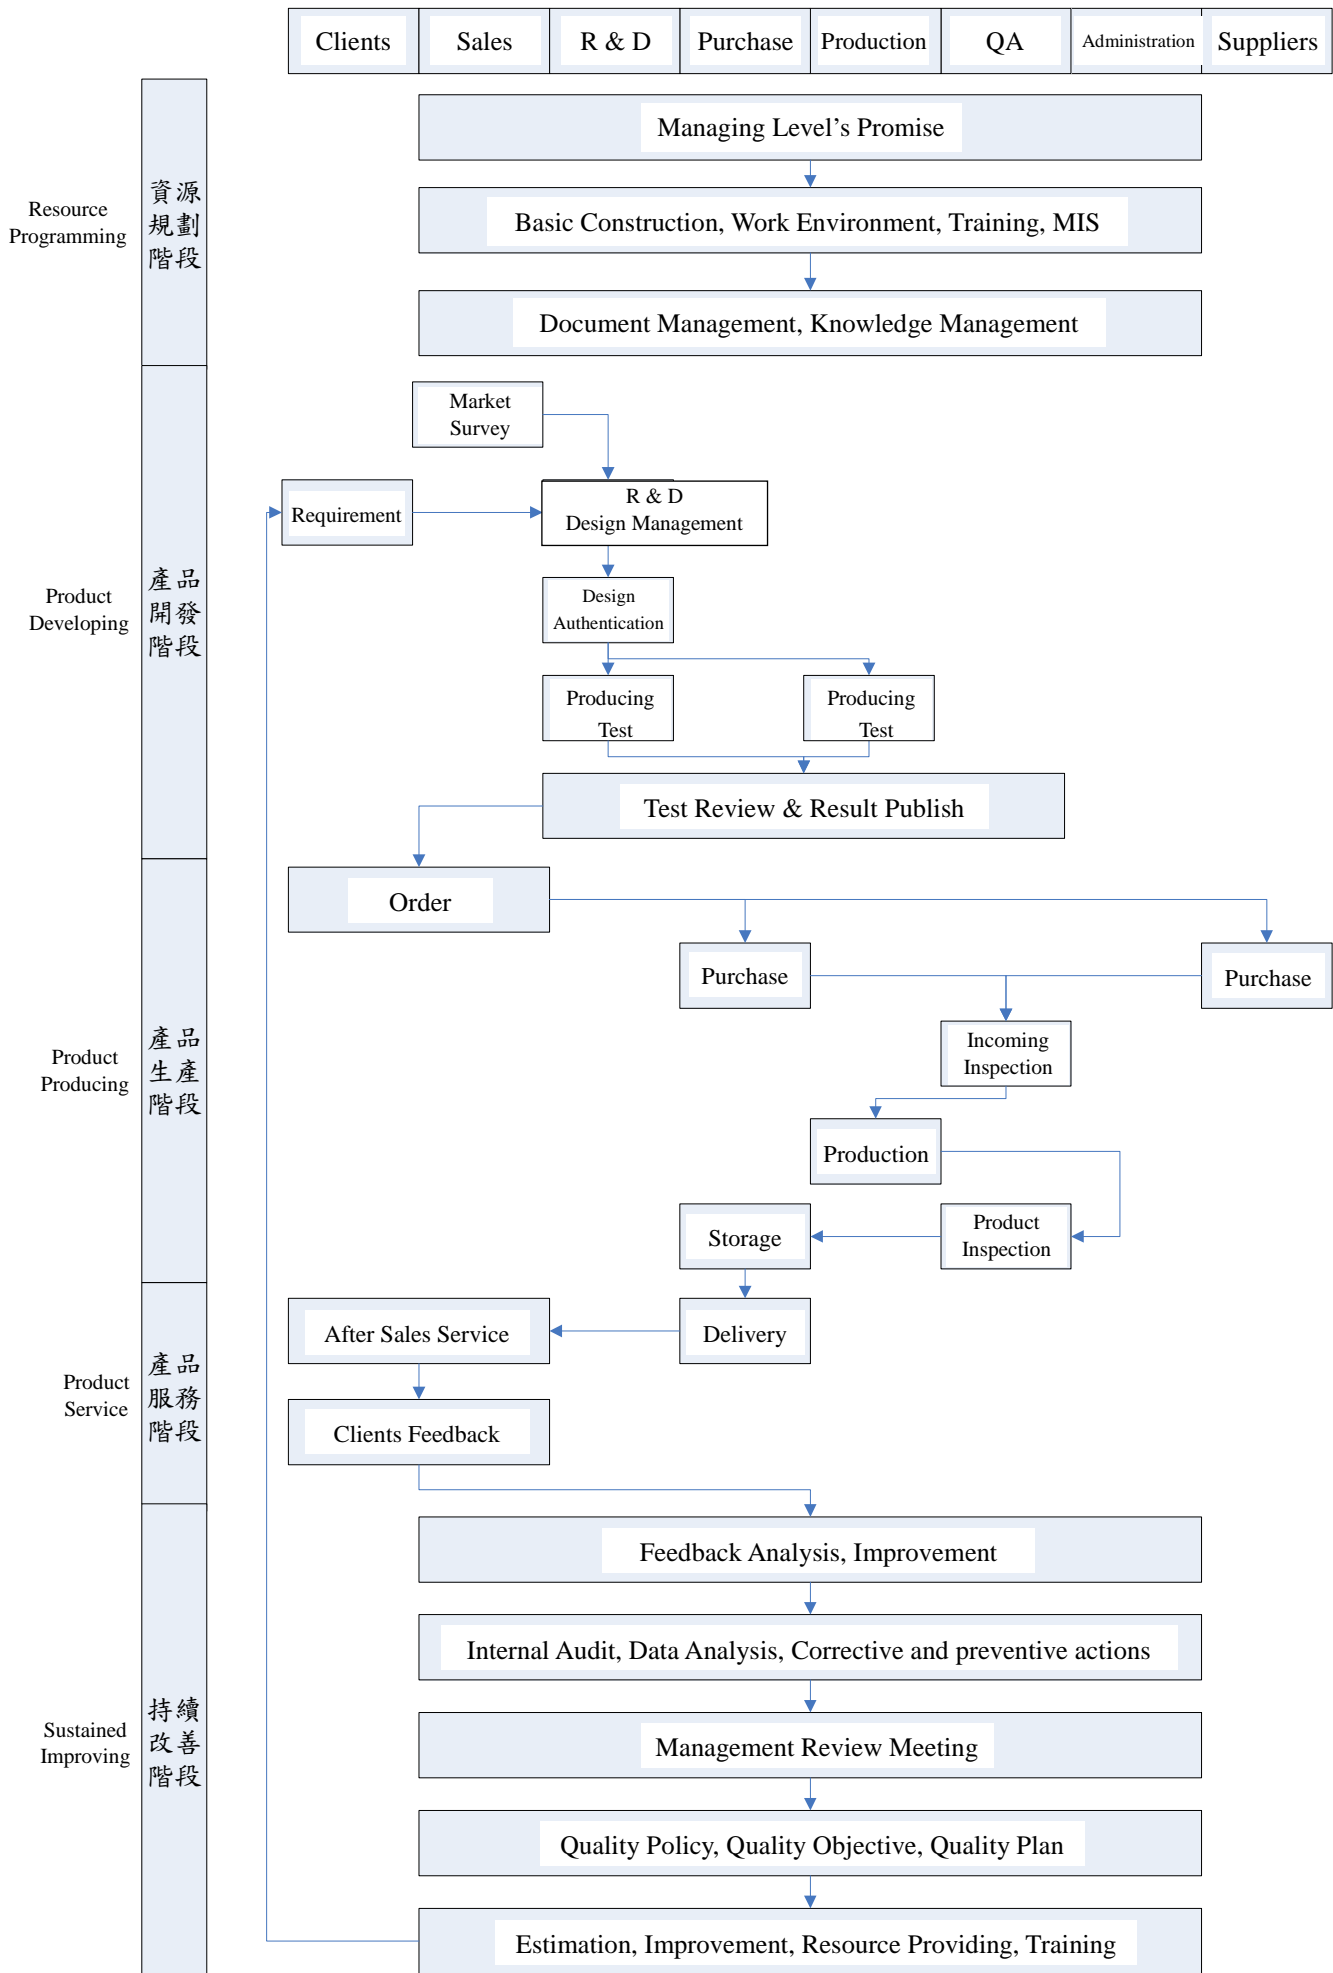 Clients Sales R & D Purchase Production QA Administration Suppliers
Resource
Programming
資源
規劃
階段
Managing Level's Promise
Basic Construction, Work Environment, Training, MIS
Document Management, Knowledge Management
Product
Developing
產品
開發
階段
Market
Survey
Requirement
R & D
Design Management
Design
Authentication
Producing
Test
Producing
Test
Test Review & Result Publish
Product
Producing
產品
生產
階段
Order
Purchase
Purchase
Incoming
Inspection
Production
Product
Inspection
Storage
Product
Service
產品
服務
階段
Delivery
After Sales Service
Clients Feedback
Sustained
Improving
持續
改善
階段
Feedback Analysis, Improvement
Internal Audit, Data Analysis, Corrective and preventive actions
Management Review Meeting
Quality Policy, Quality Objective, Quality Plan
Estimation, Improvement, Resource Providing, Training